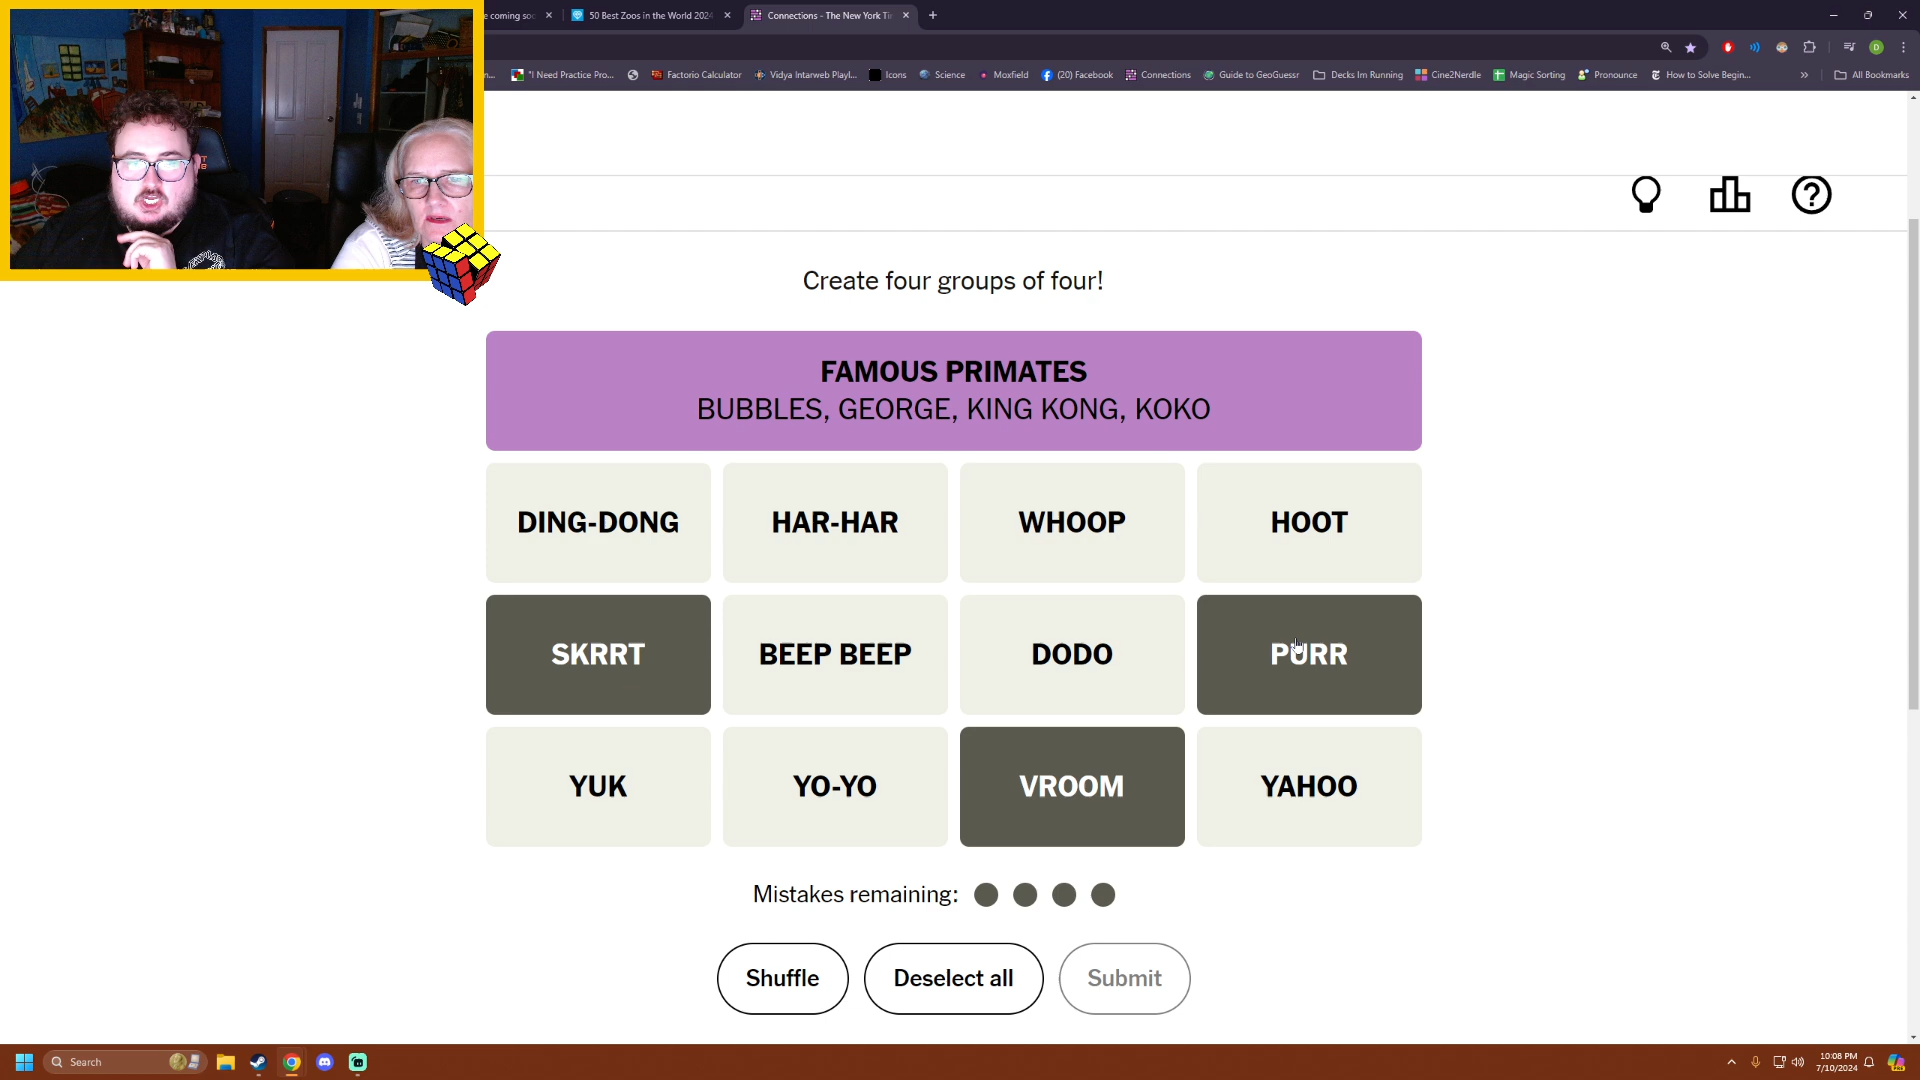 e coming soo
50 Best Zoos in the World 2024
Connections - The New York Ti
"I Need Practice Pro...
Factorio Calculator
Vidya Intarweb Playl...
Icons
Science
Moxfield
(20) Facebook
Connections
Guide to GeoGuessr
Decks Im Running
Cine2Nerdle
Magic Sorting
Pronounce
How to Solve Begin...
All Bookmarks
Create four groups of four!
FAMOUS PRIMATES
BUBBLES, GEORGE, KING KONG, KOKO
DING-DONG
HAR-HAR
WHOOP
HOOT
SKRRT
BEEP BEEP
DODO
PURR
YUK
YO-YO
VROOM
YAHOO
Mistakes remaining:
Shuffle
Deselect all
Submit
Search
10:08 PM
7/10/2024